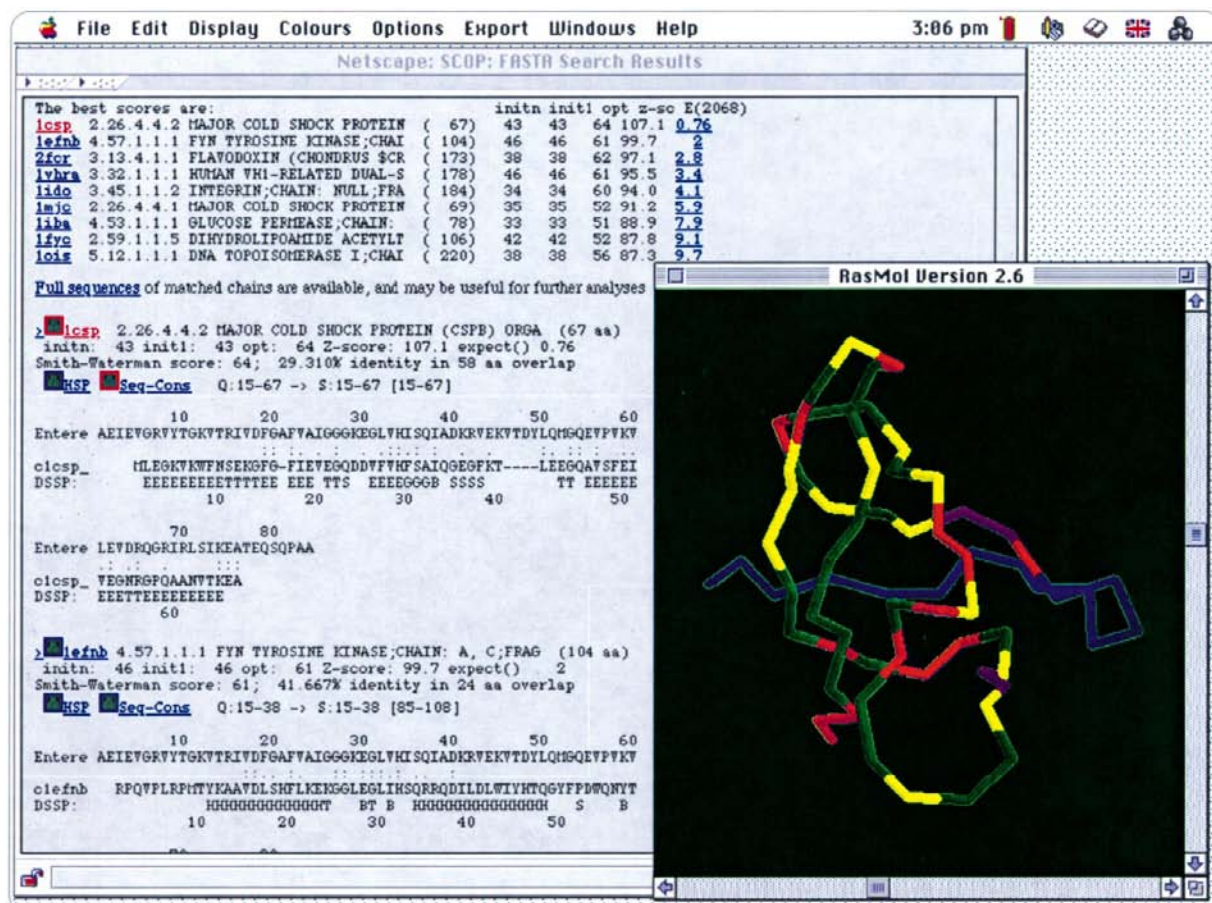 File Edit Display Colours Options Export Windows Help 3:06 pm
Netscape: SCOP: FASTA Search Results
The best scores are: initn init1 opt z-sc E(2068)
1csp 2.26.4.4.2 MAJOR COLD SHOCK PROTEIN ( 67) 43 43 64 107.1 0.76
1efnb 4.57.1.1.1 FYN TYROSINE KINASE;CHAI ( 104) 46 46 61 99.7 2
2fcr 3.13.4.1.1 FLAVODOXIN (CHONDRUS $CR ( 173) 38 38 62 97.1 2.8
1vhra 3.32.1.1.1 HUMAN VH1-RELATED DUAL-S ( 178) 46 46 61 95.5 3.4
1ido 3.45.1.1.2 INTEGRIN;CHAIN: NULL;FRA ( 184) 34 34 60 94.0 4.1
1mjc 2.26.4.4.1 MAJOR COLD SHOCK PROTEIN ( 69) 35 35 52 91.2 5.9
1iba 4.53.1.1.1 GLUCOSE PERMEASE;CHAIN: ( 78) 33 33 51 88.9 7.9
1fyc 2.59.1.1.5 DIHYDROLIPOAMIDE ACETYLT ( 106) 42 42 52 87.8 9.1
1ois 5.12.1.1.1 DNA TOPOISOMERASE I;CHAI ( 220) 38 38 56 87.3 9.7
Full sequences of matched chains are available, and may be useful for further analyses
>1csp 2.26.4.4.2 MAJOR COLD SHOCK PROTEIN (CSPB) ORGA (67 aa)
initn: 43 init1: 43 opt: 64 Z-score: 107.1 expect() 0.76
Smith-Waterman score: 64; 29.310% identity in 58 aa overlap
HSP Seq-Cons Q:15-67 -> S:15-67 [15-67]
10 20 30 40 50 60
Entere AEIEVGRVYTGKVTRIVDFGAFVAIGGGKEGLVHISQIADKRVEKVTDYLQMGQEVPVKV
c1csp_ MLEGKVKWFNSEKGFG-FIEVEGQDDVFVHFSAIQGEGFKT----LEEGQAVSFEI
DSSP: EEEEEEEEEETTTTEE EEE TTS EEEEGGGB SSSS TT EEEEEE
10 20 30 40 50
70 80
Entere LEVDRQGRIRLSIKEATEQSQPAA
c1csp_ VEGNRGPQAANVTKEA
DSSP: EEETTEEEEEEEEEE
60
>1efnb 4.57.1.1.1 FYN TYROSINE KINASE;CHAIN: A, C;FRAG (104 aa)
initn: 46 init1: 46 opt: 61 Z-score: 99.7 expect() 2
Smith-Waterman score: 61; 41.667% identity in 24 aa overlap
HSP Seq-Cons Q:15-38 -> S:15-38 [85-108]
10 20 30 40 50 60
Entere AEIEVGRVYTGKVTRIVDFGAFVAIGGGKEGLVHISQIADKRVEKVTDYLQMGQEVPVKV
c1efnb RPQVPLRPMTYKAAVDLSHFLKEKGGLEGLIHSQRRQDILDLWIYHTQGYFPDWQNYT
DSSP: HHHHHHHHHHHHHT BT B HHHHHHHHHHHHHHHH S B
10 20 30 40 50
RasMol Version 2.6